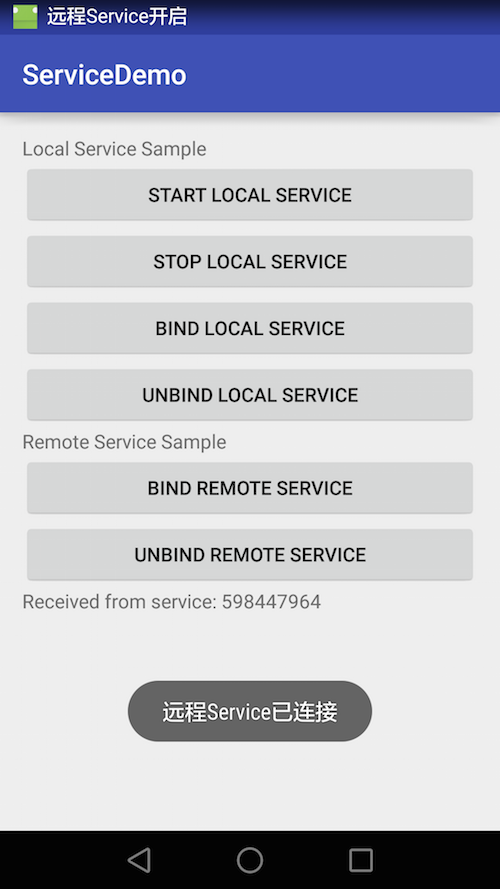 远程Service开启
ServiceDemo
Local Service Sample
START LOCAL SERVICE
STOP LOCAL SERVICE
BIND LOCAL SERVICE
UNBIND LOCAL SERVICE
Remote Service Sample
BIND REMOTE SERVICE
UNBIND REMOTE SERVICE
Received from service: 598447964
远程Service已连接